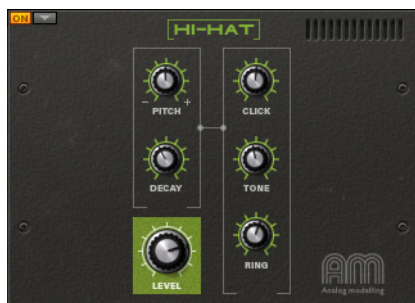 ON
HI-HAT
- +
PITCH
CLICK
DECAY
TONE
LEVEL
RING
AM
Analog modelling